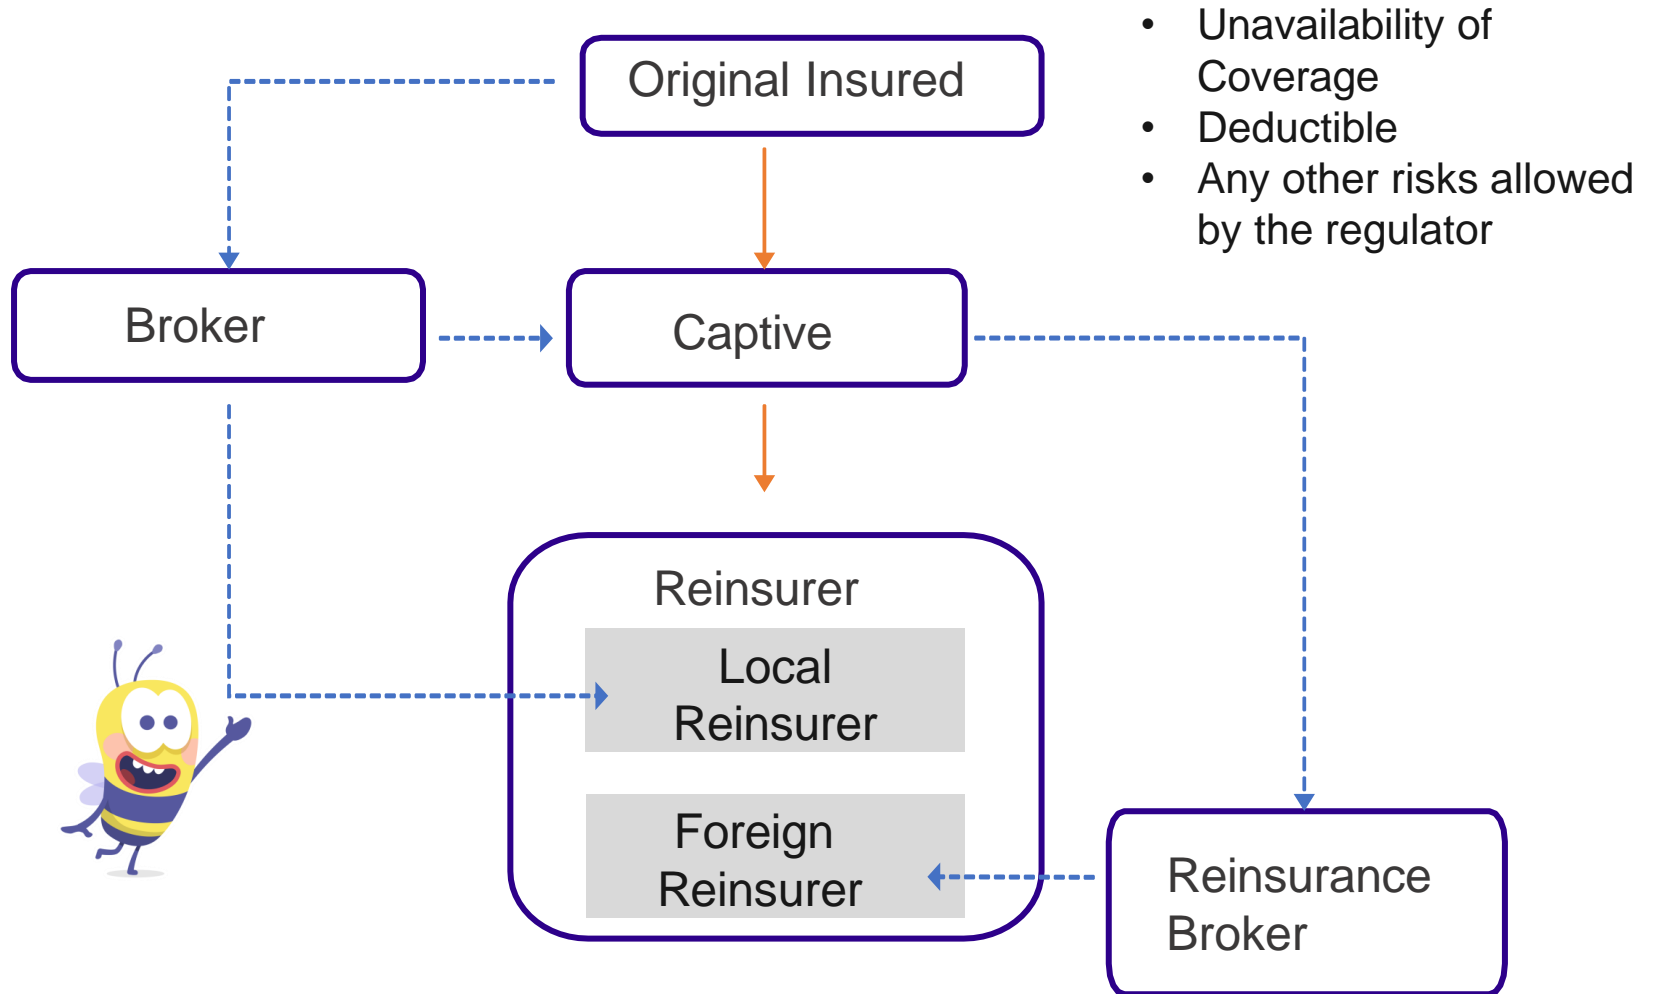 • Unavailability of
Coverage
• Deductible
• Any other risks allowed
by the regulator
Original Insured
Broker
Captive
Reinsurer
Local
Reinsurer
Foreign
Reinsurer
Reinsurance
Broker